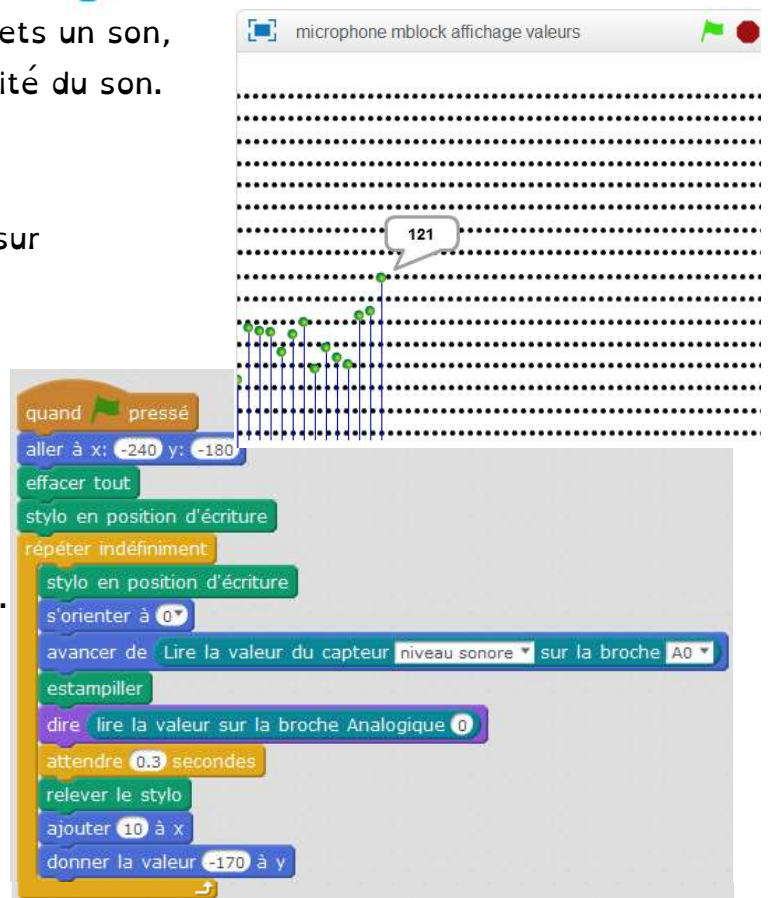 ets un son,
ité du son.
sur
.
microphone mblock affichage valeurs
121
quand pressé
aller à x: -240 y: -180
effacer tout
stylo en position d'écriture
répéter indéfiniment
stylo en position d'écriture
s'orienter à 0
avancer de Lire la valeur du capteur niveau sonore sur la broche A0
estampiller
dire lire la valeur sur la broche Analogique 0
attendre 0.3 secondes
relever le stylo
ajouter 10 à x
donner la valeur -170 à y